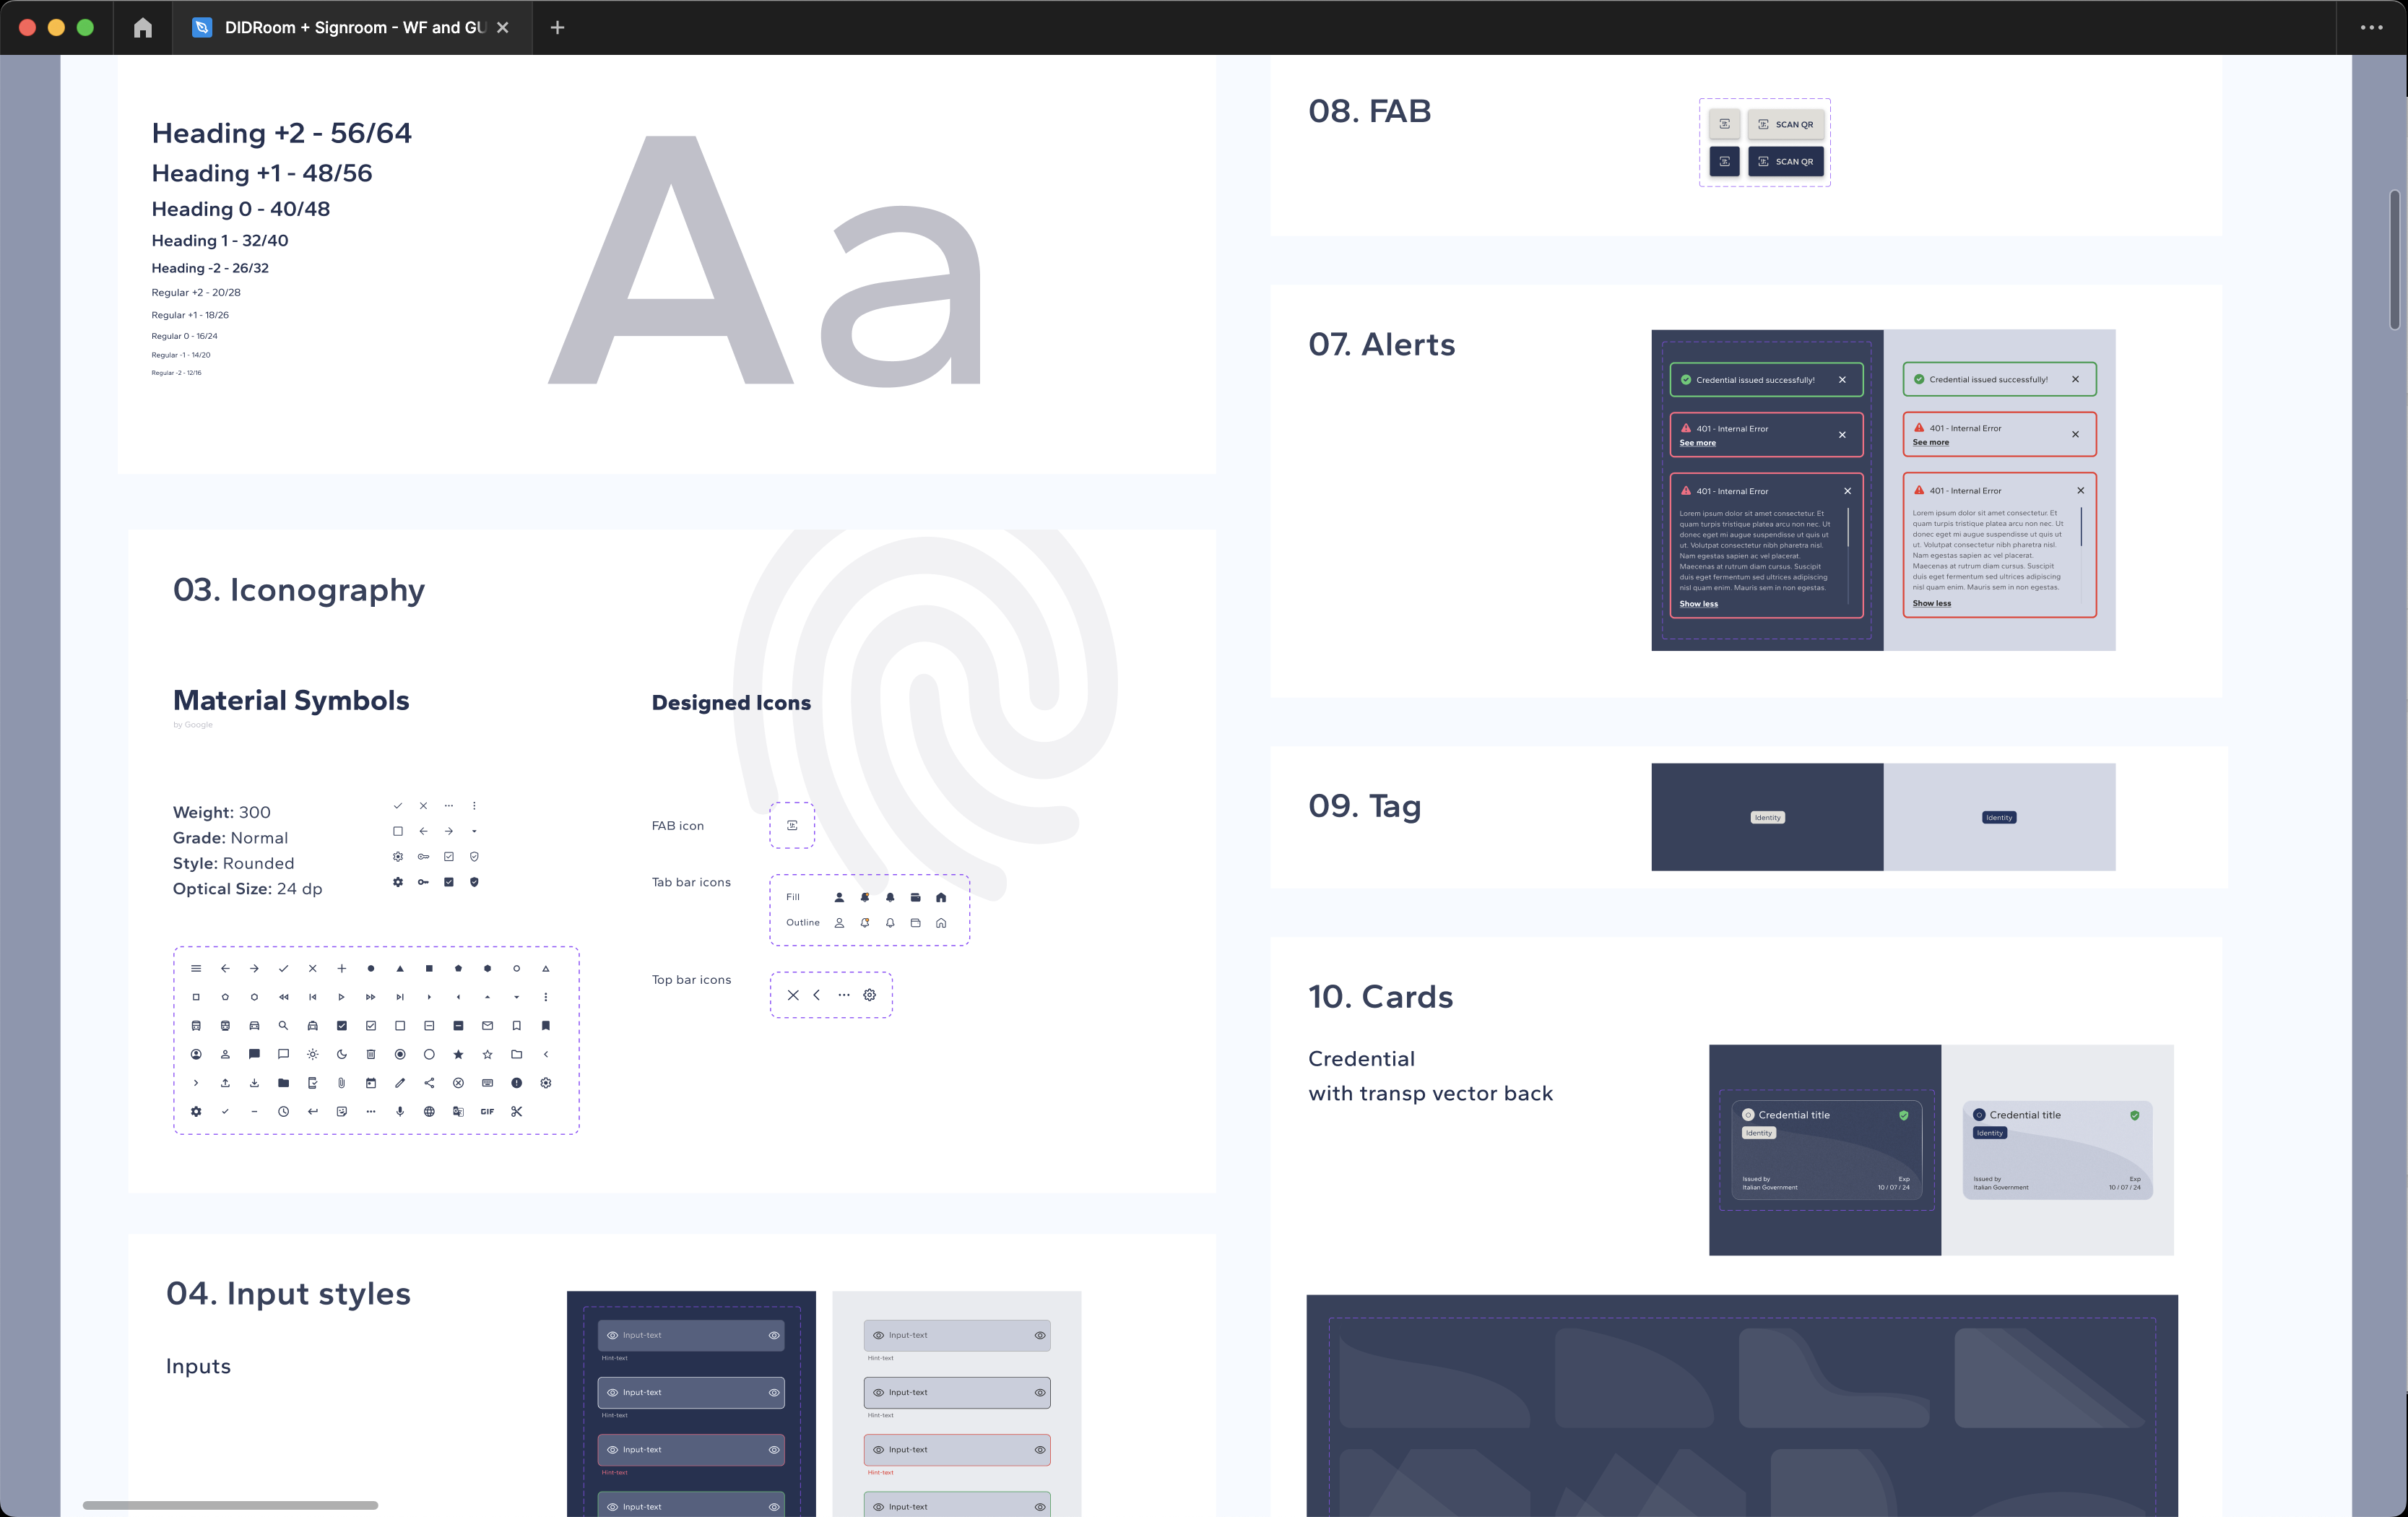 DIDRoom + Signroom - WF and GU
Heading +2 - 56/64
Heading +1 - 48/56
Heading 0 - 40/48
Heading 1 - 32/40
Heading -2 - 26/32
Regular +2 - 20/28
Regular +1 - 18/26
Regular 0 - 16/24
Regular -1 - 14/20
Regular -2 - 12/16
Aa
03. Iconography
Material Symbols
by Google
Weight: 300
Grade: Normal
Style: Rounded
Optical Size: 24 dp
GIF
Designed Icons
FAB icon
Tab bar icons
Fill
Outline
Top bar icons
04. Input styles
Inputs
Input-text
Hint-text
Input-text
Hint-text
Input-text
Hint-text
Input-text
Input-text
Hint-text
Input-text
Hint-text
Input-text
Hint-text
Input-text
08. FAB
SCAN QR
SCAN QR
07. Alerts
Credential issued successfully!
401 - Internal Error
See more
401 - Internal Error
Lorem ipsum dolor sit amet consectetur. Et
quam turpis tristique platea arcu non nec. Ut
donec eget mi augue suspendisse ut quis ut
ut. Volutpat consectetur nibh pharetra nisl.
Nam egestas sapien ac vel placerat.
Maecenas at rutrum diam cursus. Suscipit
duis eget fermentum sed ultrices adipiscing
nisl quam enim. Mauris sem in non egestas.
Show less
Credential issued successfully!
401 - Internal Error
See more
401 - Internal Error
Lorem ipsum dolor sit amet consectetur. Et
quam turpis tristique platea arcu non nec. Ut
donec eget mi augue suspendisse ut quis ut
ut. Volutpat consectetur nibh pharetra nisl.
Nam egestas sapien ac vel placerat.
Maecenas at rutrum diam cursus. Suscipit
duis eget fermentum sed ultrices adipiscing
nisl quam enim. Mauris sem in non egestas.
Show less
09. Tag
Identity
Identity
10. Cards
Credential
with transp vector back
Credential title
Identity
Issued by
Italian Government
Exp
10 / 07 / 24
Credential title
Identity
Issued by
Italian Government
Exp
10 / 07 / 24